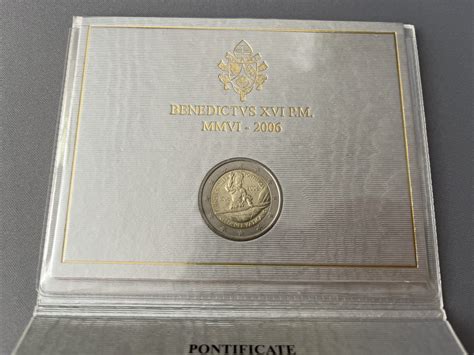 BENEDICTVS XVI P.M.
MMVI - 2006
PONTIFICATE